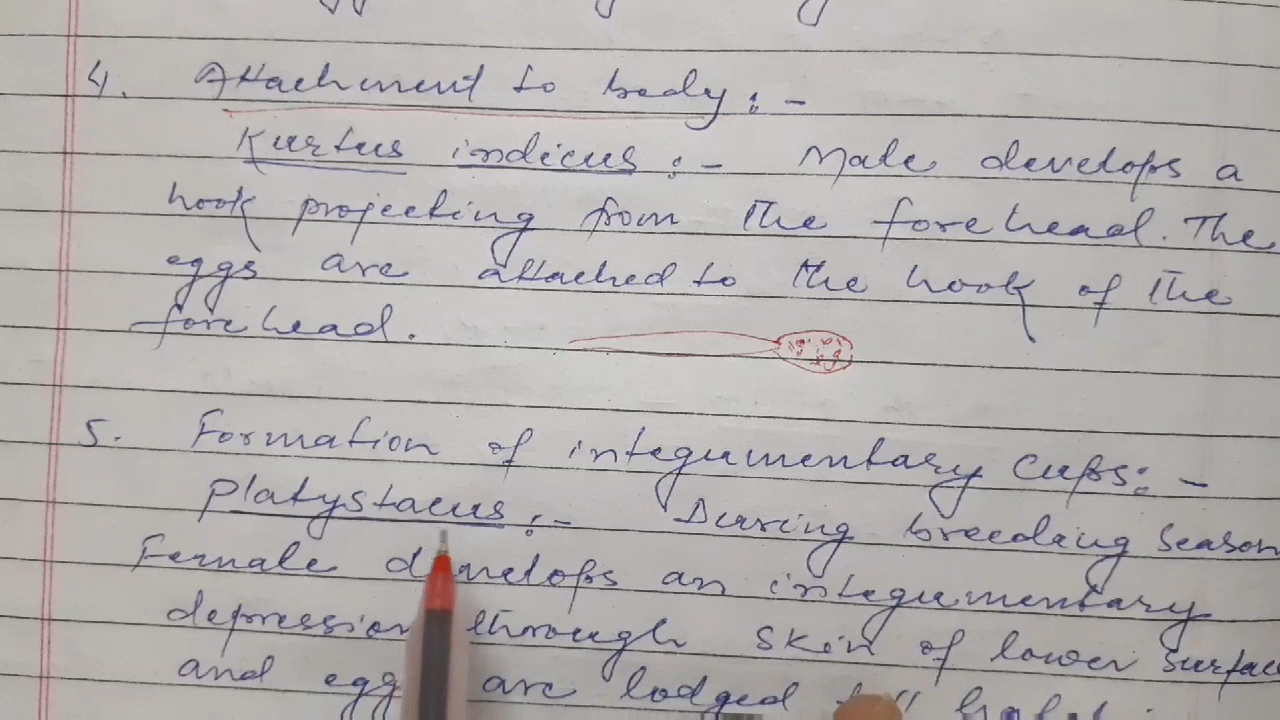 4. Attachment to body :-
Kurtus indicus :- Male develops a
hook projecting from the forehead. The
eggs are attached to the hook of the
forehead.
5. Formation of integumentary Cups :-
Platystacus :- During breeding Season
Female develops an integumentary
depression through skin of lower surface
and egg are lodged till